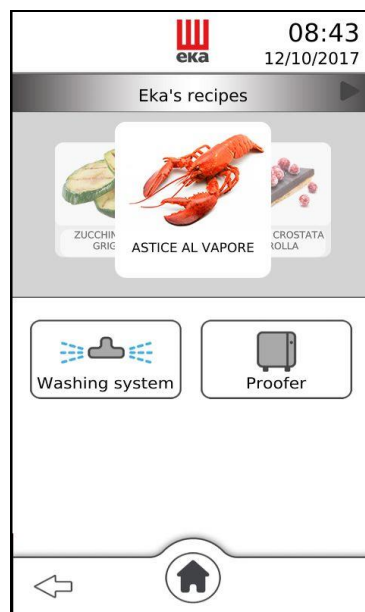 eka
08:43
12/10/2017
Eka's recipes
ZUCCHIN
GRIG
ASTICE AL VAPORE
CROSTATA
ROLLA
Washing system
Proofer